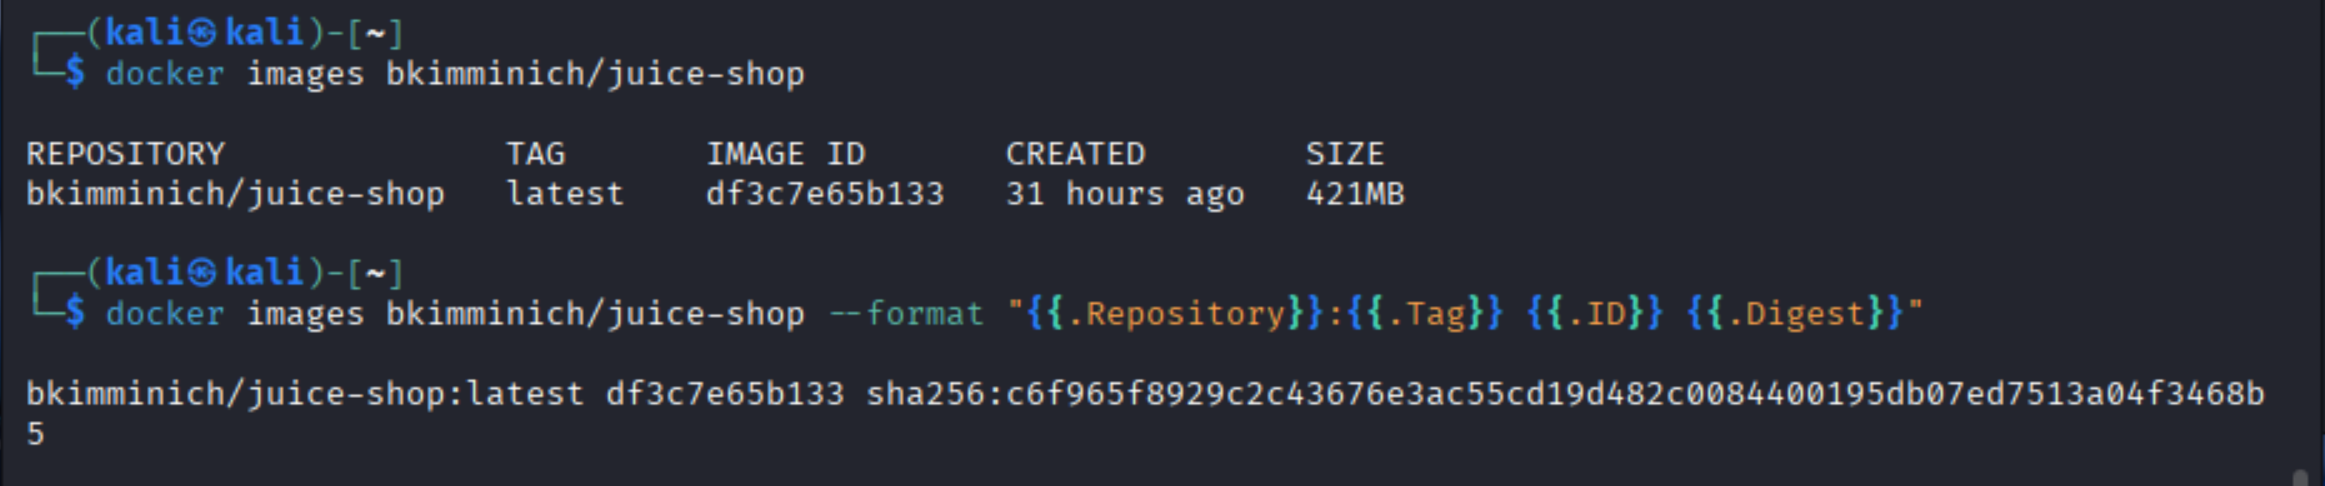 ┌──(kali㉿kali)-[~]
└─$ docker images bkimminich/juice-shop
REPOSITORY              TAG       IMAGE ID       CREATED        SIZE
bkimminich/juice-shop   latest    df3c7e65b133   31 hours ago   421MB
┌──(kali㉿kali)-[~]
└─$ docker images bkimminich/juice-shop --format "{{.Repository}}:{{.Tag}} {{.ID}} {{.Digest}}"
bkimminich/juice-shop:latest df3c7e65b133 sha256:c6f965f8929c2c43676e3ac55cd19d482c0084400195db07ed7513a04f3468b
5